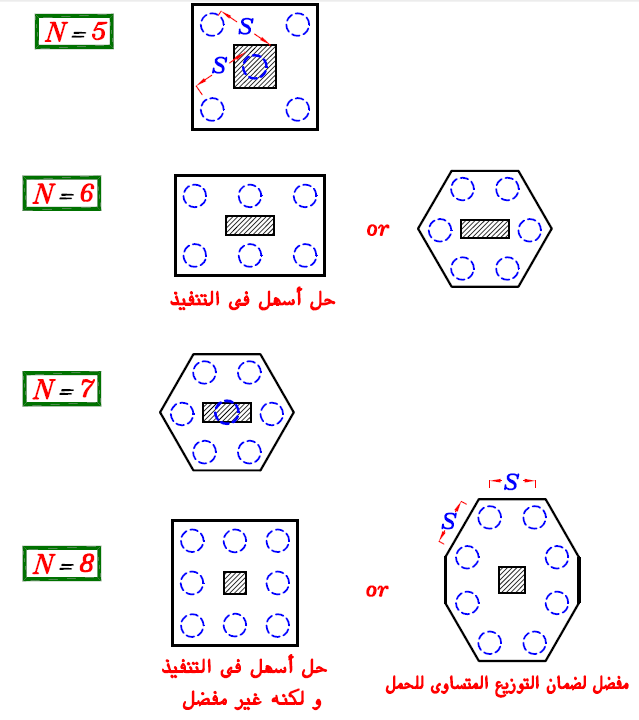 N = 5
S
S
N = 6
or
حل أسهل فى التنفيذ
N = 7
S
S
N = 8
or
حل أسهل فى التنفيذ
و لكنه غير مفضل
مفضل لضمان التوزيع المتساوى للحمل